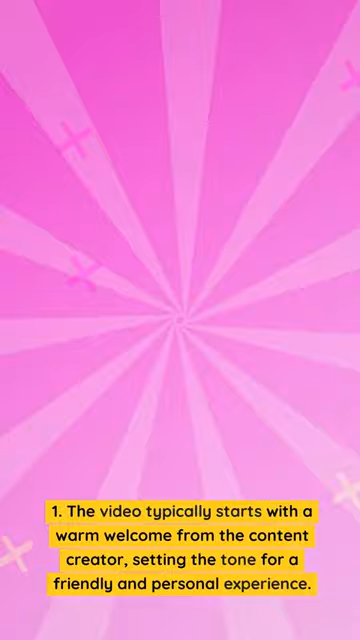 1. The video typically starts with a
warm welcome from the content
creator, setting the tone for a
friendly and personal experience.